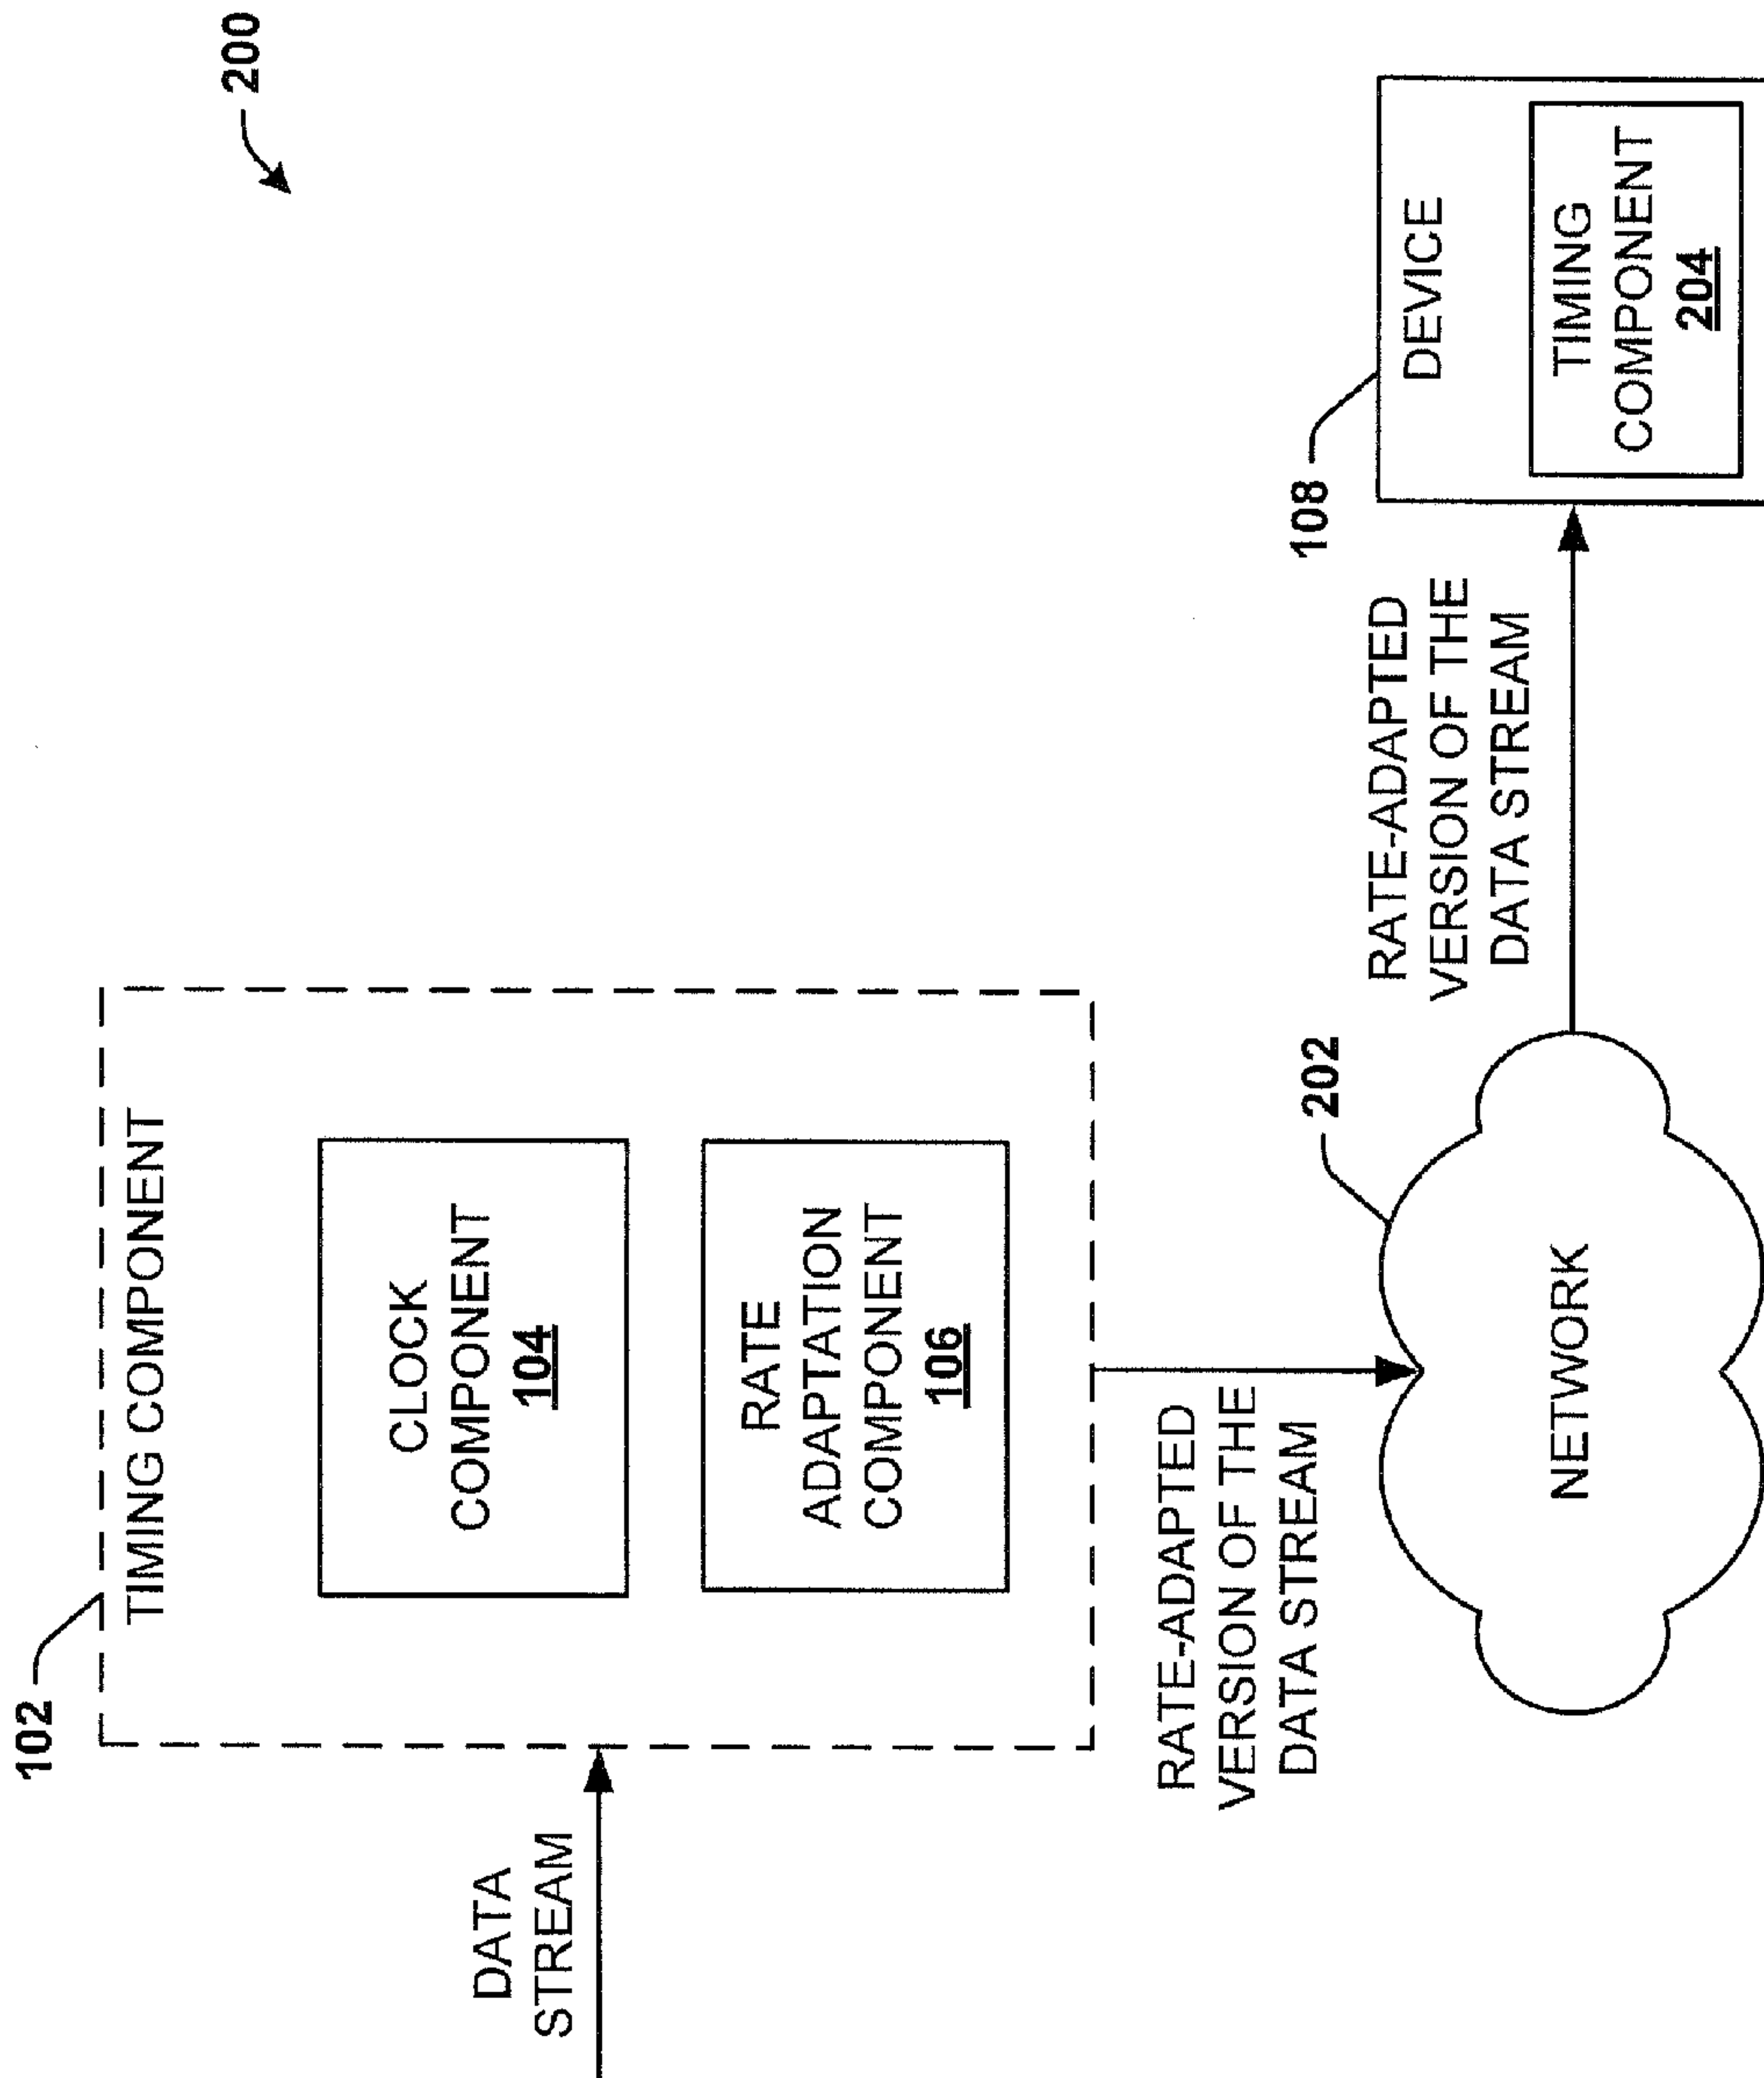 200
102
TIMING COMPONENT
DATA
STREAM
CLOCK
COMPONENT
104
RATE
ADAPTATION
COMPONENT
106
RATE-ADAPTED
VERSION OF THE
DATA STREAM
202
NETWORK
RATE-ADAPTED
VERSION OF THE
DATA STREAM
108
DEVICE
TIMING
COMPONENT
204